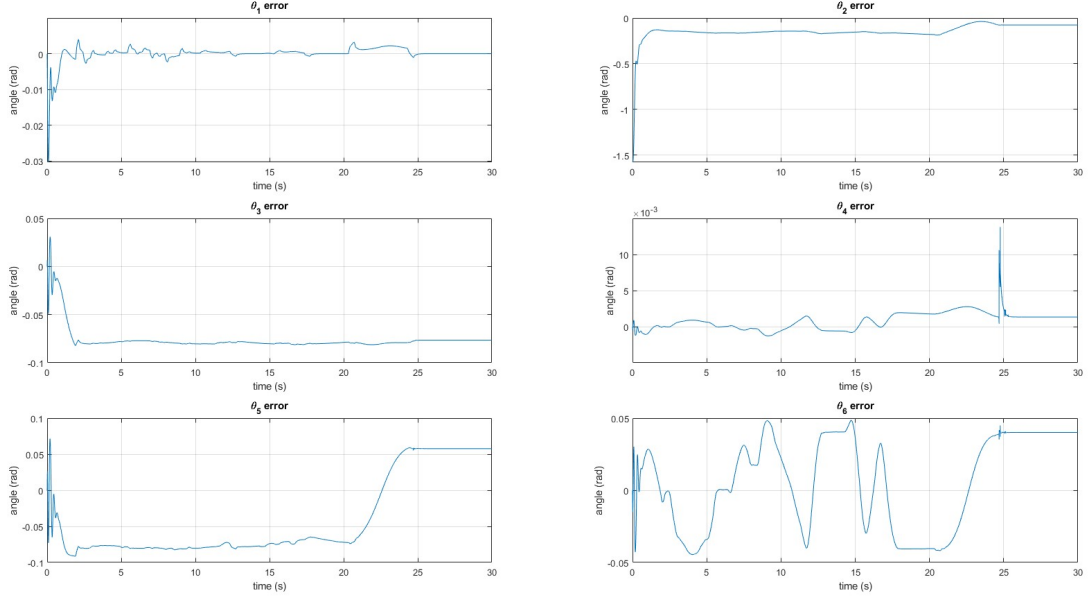 θ1 error
0
-0.01
-0.02
-0.03
angle (rad)
0 5 10 15 20 25 30
time (s)
θ2 error
0
-0.5
-1
-1.5
angle (rad)
0 5 10 15 20 25 30
time (s)
θ3 error
0.05
0
-0.05
-0.1
angle (rad)
0 5 10 15 20 25 30
time (s)
θ4 error
× 10-3
10
5
0
angle (rad)
0 5 10 15 20 25 30
time (s)
θ5 error
0.1
0.05
0
-0.05
-0.1
angle (rad)
0 5 10 15 20 25 30
time (s)
θ6 error
0.05
0
-0.05
angle (rad)
0 5 10 15 20 25 30
time (s)